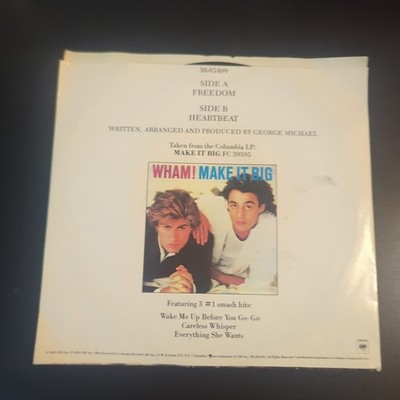 38-05409
SIDE A
FREEDOM
SIDE B
HEARTBEAT
WRITTEN, ARRANGED AND PRODUCED BY GEORGE MICHAEL.
Taken from the Columbia LP:
MAKE IT BIG FC 39595
WHAM! MAKE IT BIG
Featuring 3 #1 smash hits:
Wake Me Up Before You Go-Go
Careless Whisper
Everything She Wants